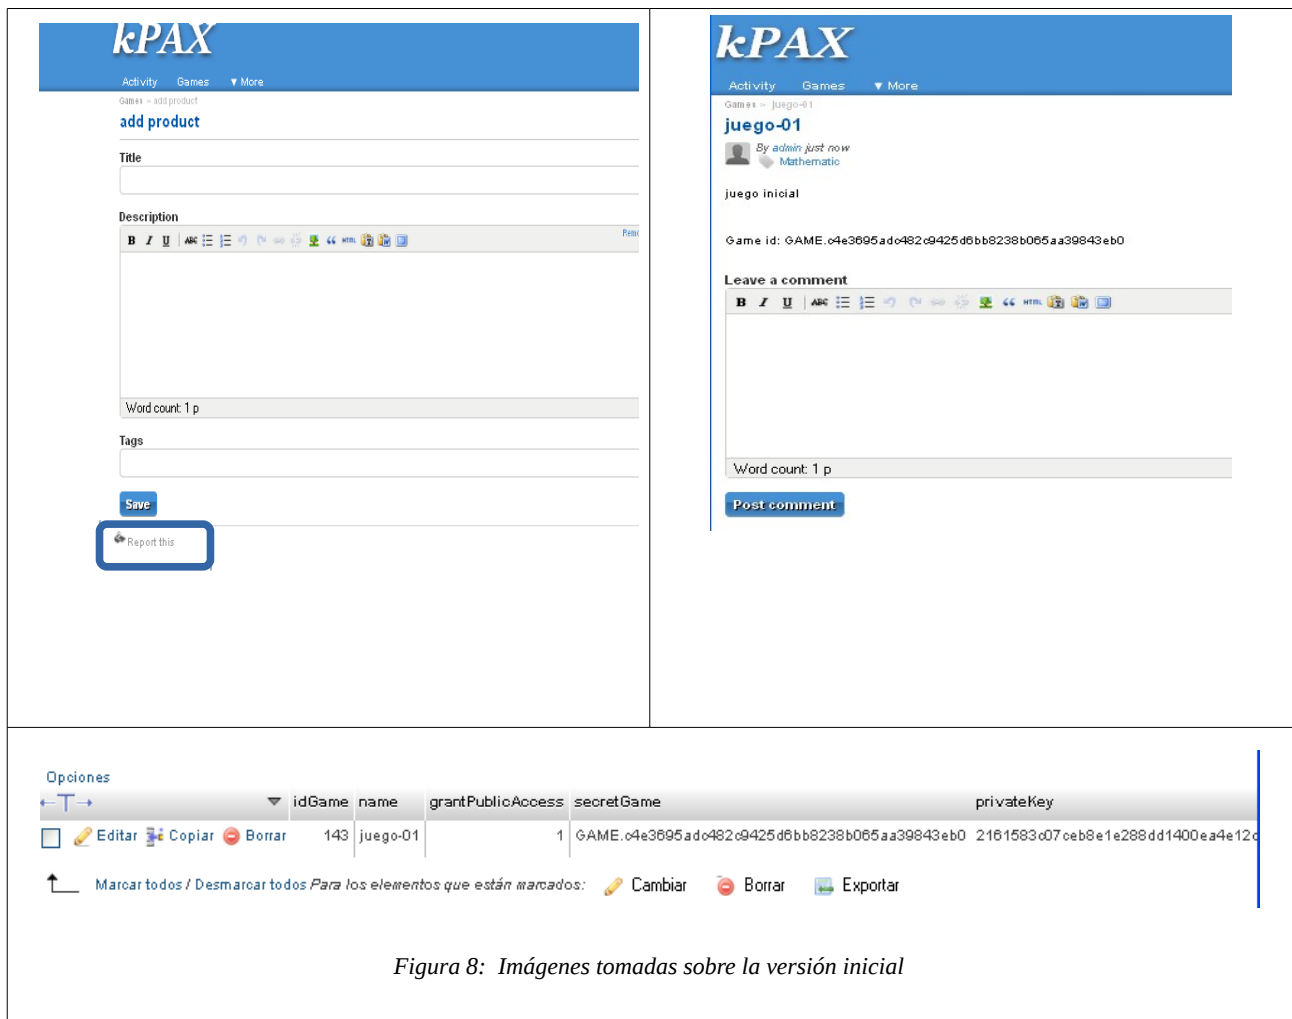 kPAX
Activity Games ▼ More
Games > add product
add product
Title
Description
B I U ABC HTML
Word count: 1 p
Tags
Save
Report this
kPAX
Activity Games ▼ More
Games > juego-01
juego-01
By admin just now
Mathematic
juego inicial
Game id: GAME.c4e3695adc482c9425d6bb8238b065aa39843eb0
Leave a comment
B I U ABC HTML
Word count: 1 p
Post comment
Opciones
←T→ ▼ idGame name grantPublicAccess secretGame privateKey
Editar Copiar Borrar 143 juego-01 1 GAME.c4e3695adc482c9425d6bb8238b065aa39843eb0
Marcar todos / Desmarcar todos Para los elementos que están marcados: Cambiar Borrar Exportar
Figura 8: Imágenes tomadas sobre la versión inicial